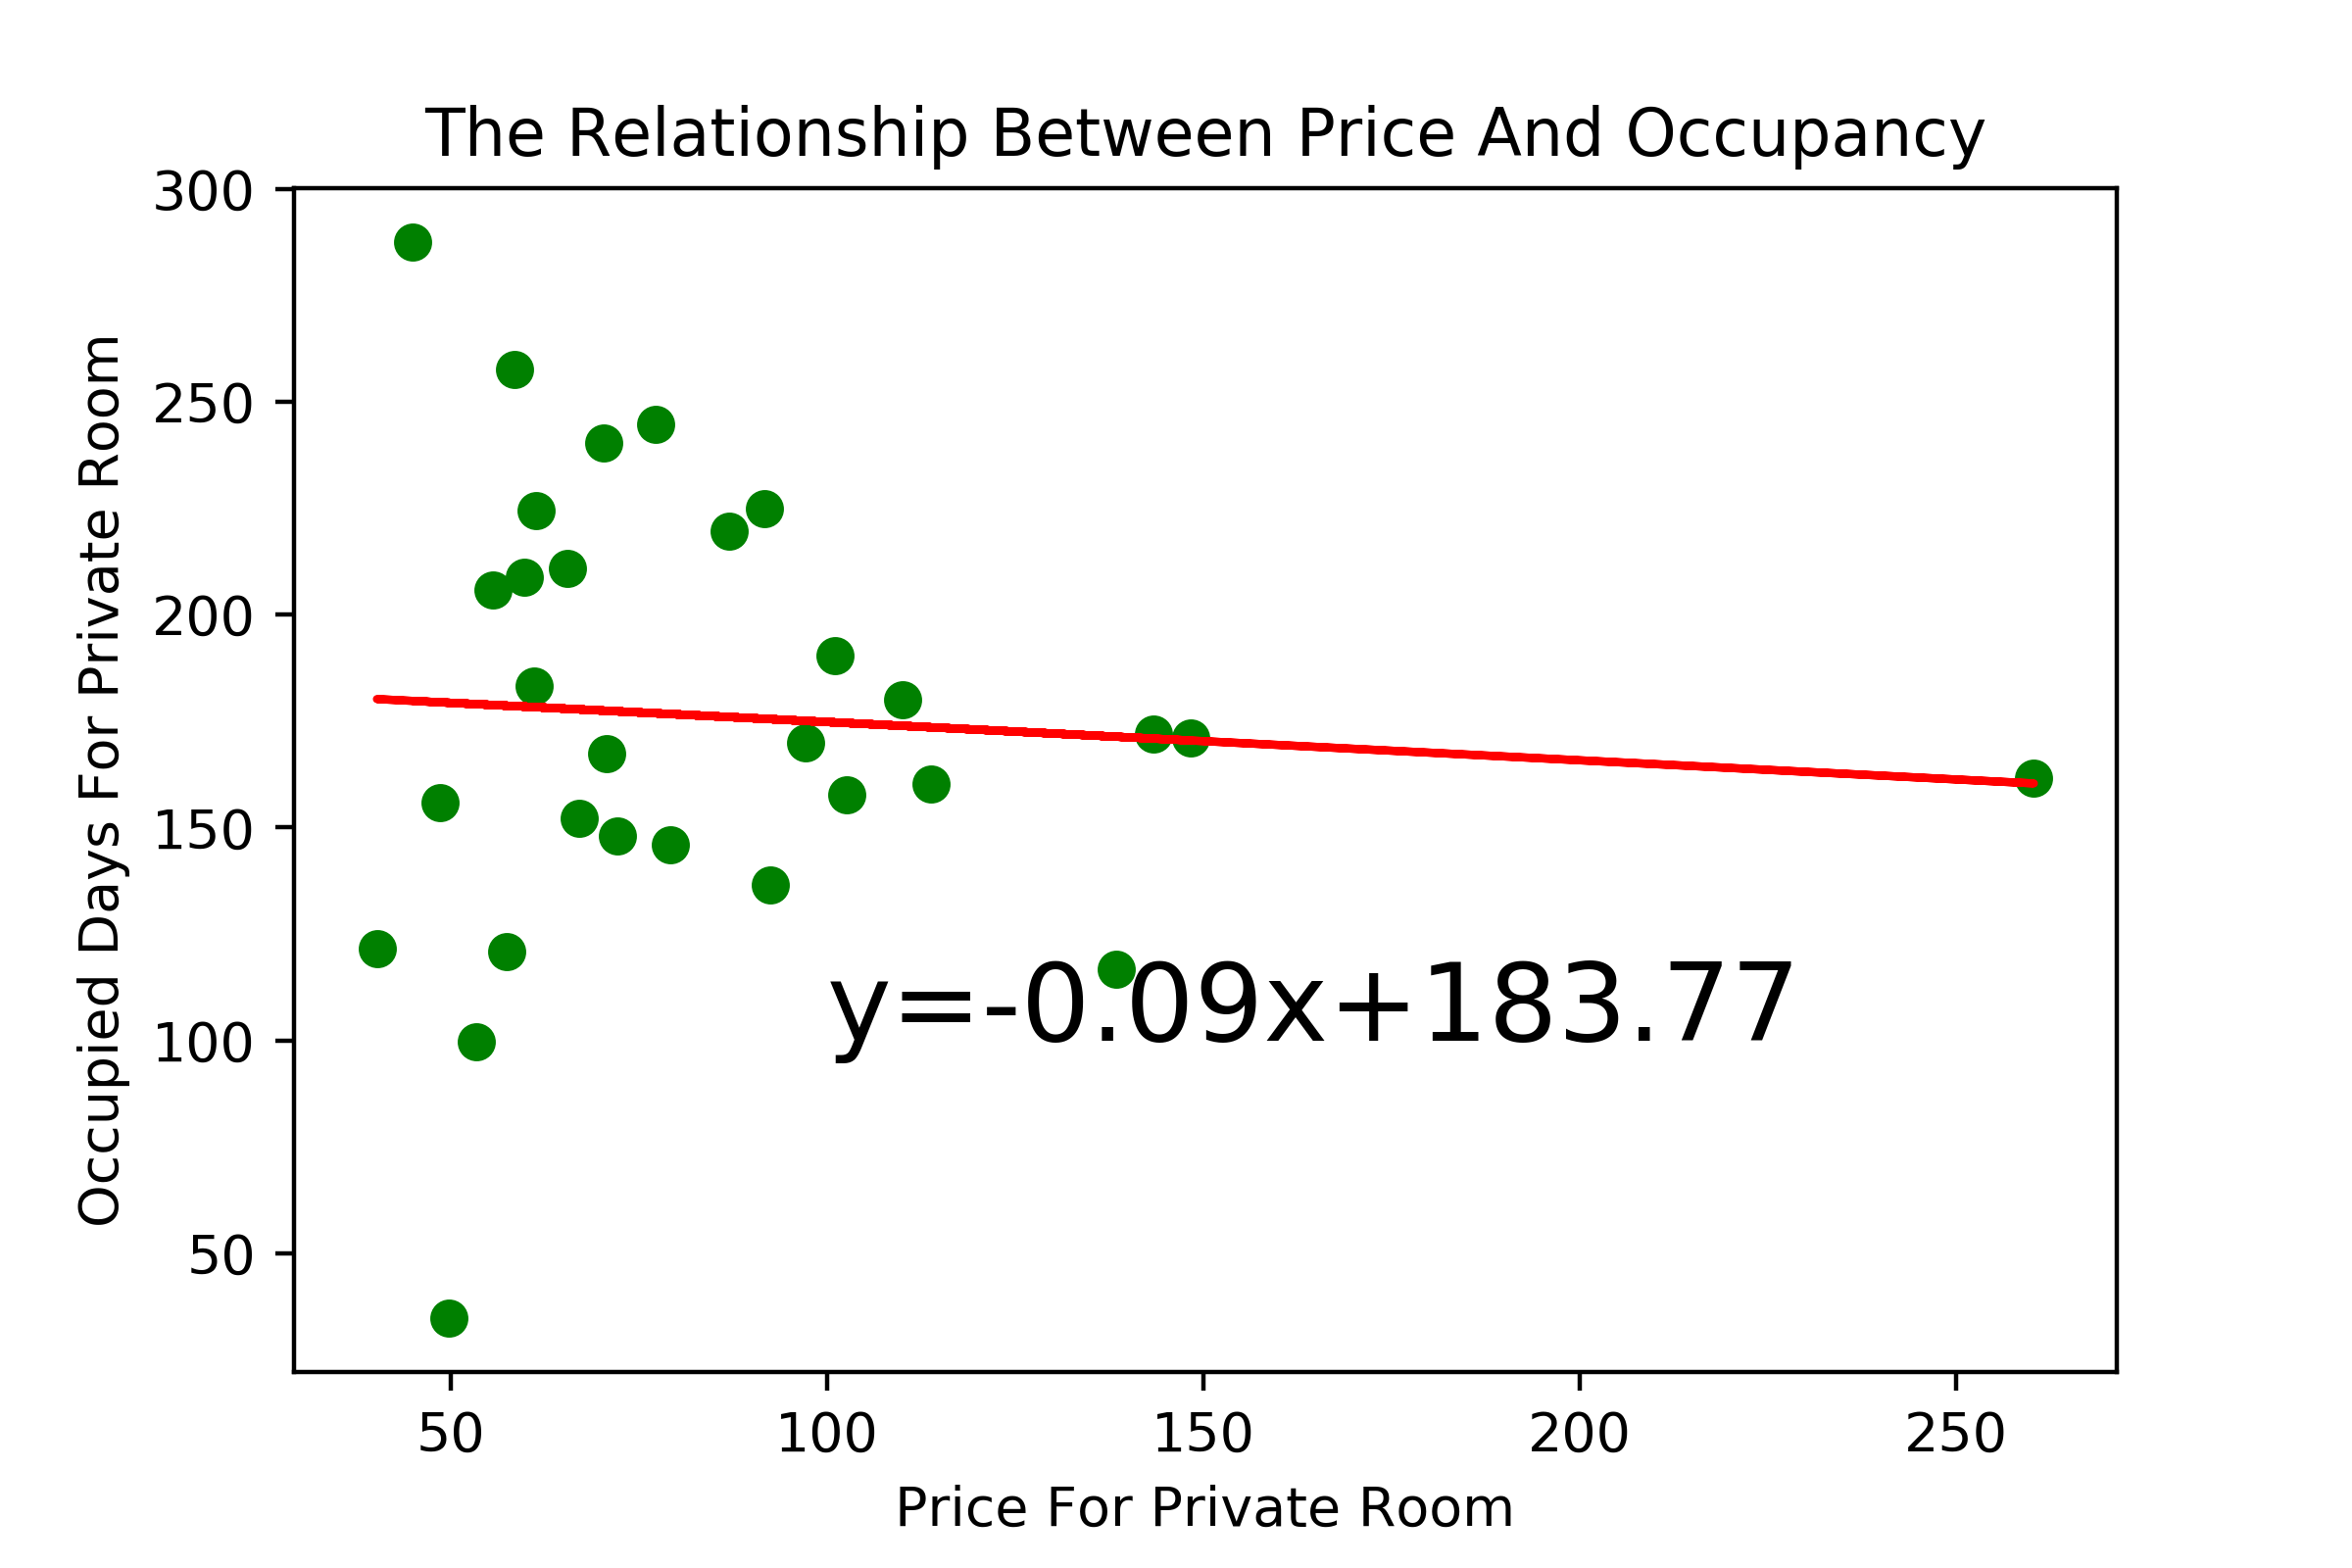 The Relationship Between Price And Occupancy
Occupied Days For Private Room
300
250
200
150
100
50
y=-0.09x+183.77
50 100 150 200 250
Price For Private Room